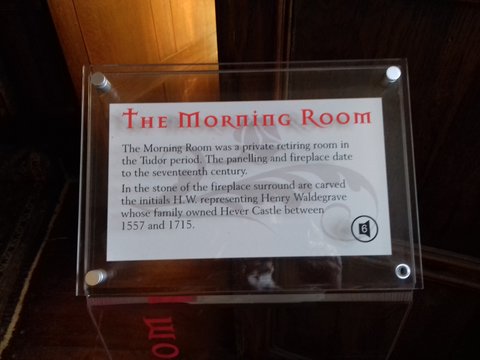 The Morning Room
The Morning Room was a private retiring room in
the Tudor period. The panelling and fireplace date
to the seventeenth century.
In the stone of the fireplace surround are carved
the initials H.W. representing Henry Waldegrave
whose family owned Hever Castle between
1557 and 1715.
6